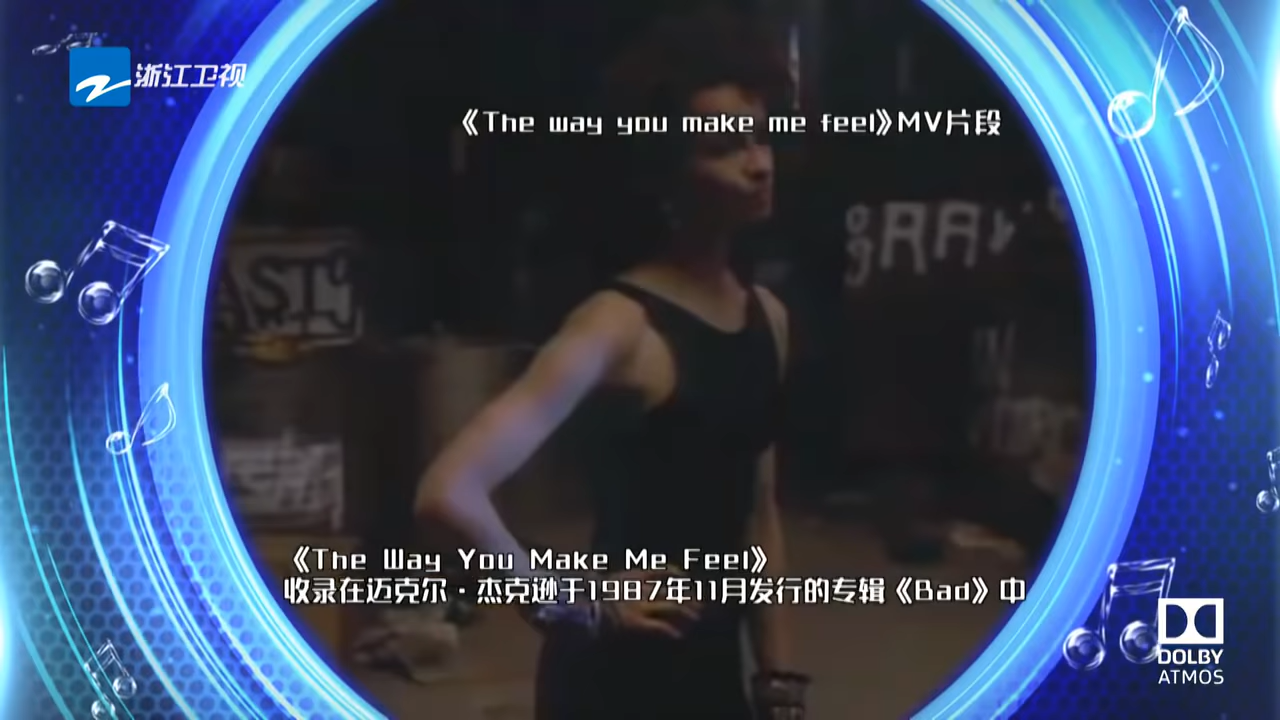 浙江卫视
《The way you make me feel》MV片段
gRAAY
ASTY
《The Way You Make Me Feel》
收录在迈克尔·杰克逊于1987年11月发行的专辑《Bad》中
DOLBY
ATMOS